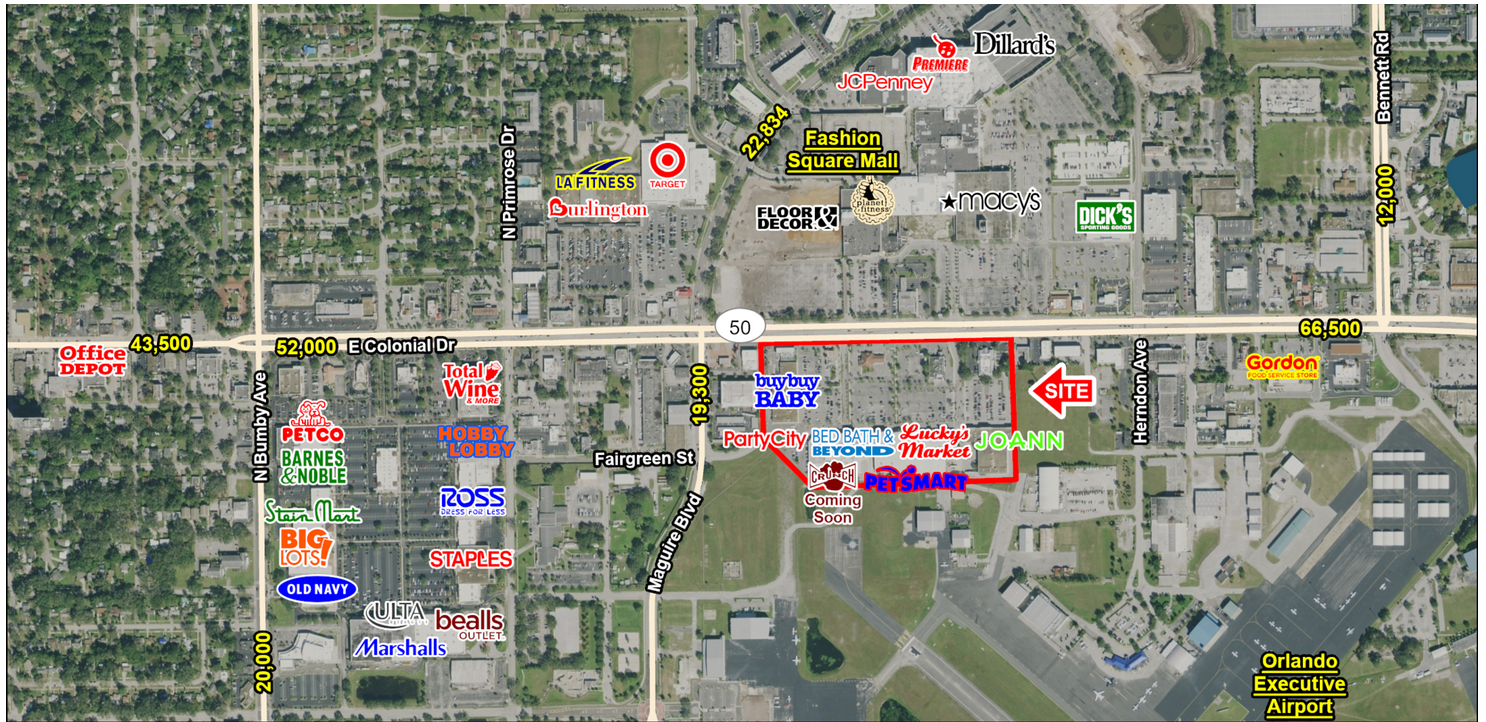 Dillard's
PREMIERE
JCPenney
Bennett Rd
22,834
Fashion
Square Mall
N Primrose Dr
LA FITNESS
TARGET
Burlington
FLOOR &
DECOR
planet
fitness
macy's
DICK'S
SPORTING GOODS
12,000
50
66,500
43,500
52,000
E Colonial Dr
Office
DEPOT
N Bumby Ave
Total
Wine
& MORE
19,300
buybuy
BABY
SITE
Herndon Ave
Gordon
FOOD SERVICE STORE
PETCO
BARNES
&NOBLE
HOBBY
LOBBY
Fairgreen St
PartyCity
BED BATH &
BEYOND
Lucky's
Market
JOANN
CRUNCH
Coming
Soon
PETSMART
Stein Mart
ROSS
DRESS FOR LESS
Maguire Blvd
BIG
LOTS!
STAPLES
OLD NAVY
ULTA
bealls
OUTLET
Marshalls
20,000
Orlando
Executive
Airport